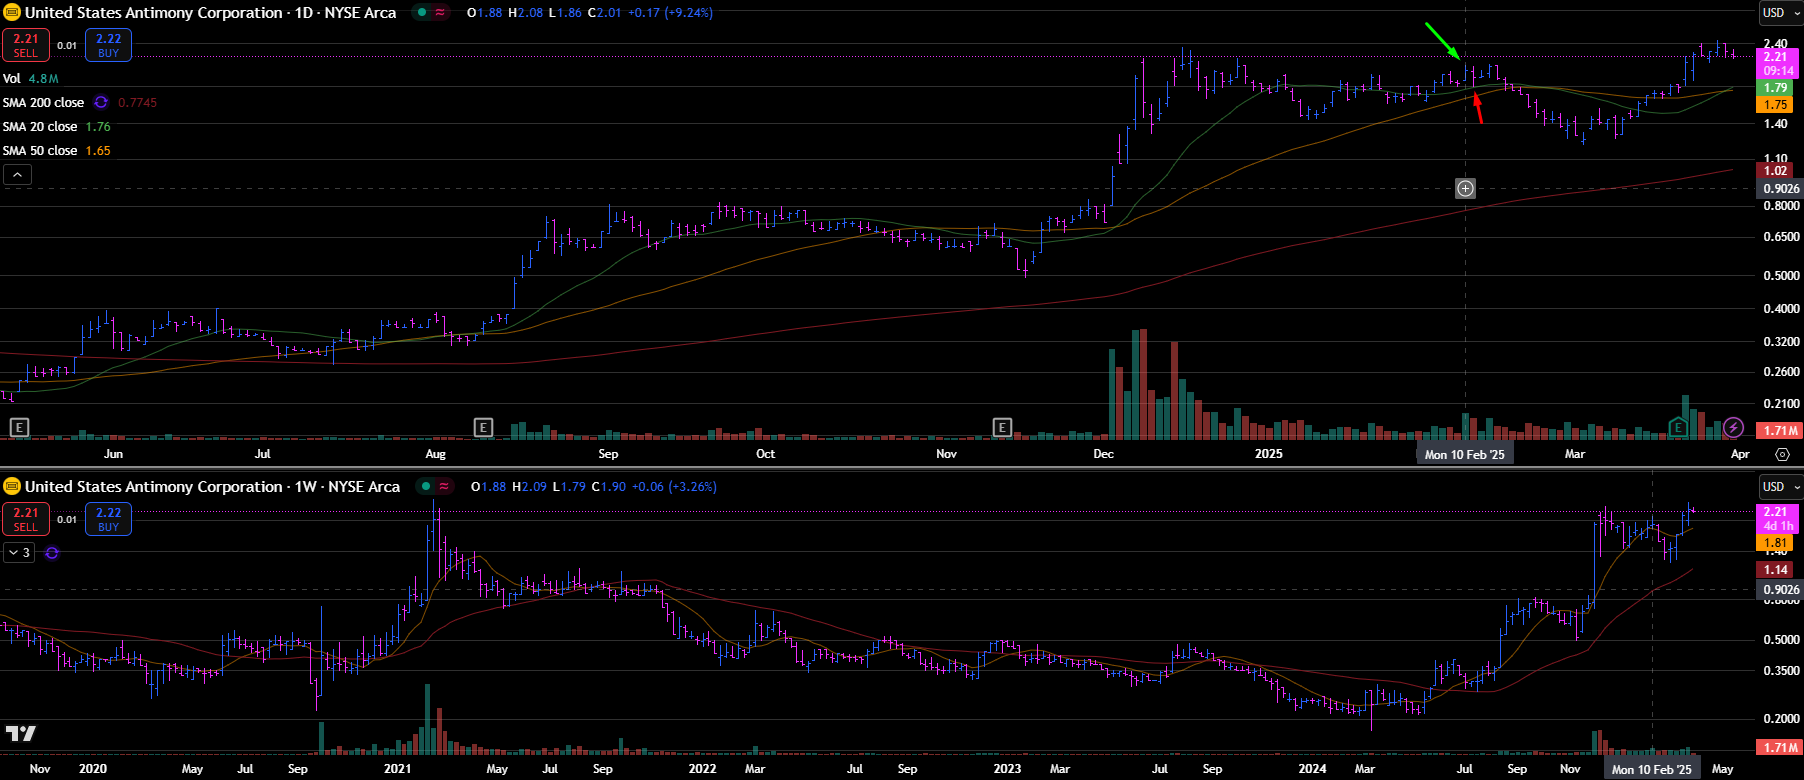 United States Antimony Corporation · 1D · NYSE Arca O1.88 H2.08 L1.86 C2.01 +0.17 (+9.24%) USD
2.21 SELL 0.01 2.22 BUY
Vol 4.8M
SMA 200 close 0.7745
SMA 20 close 1.76
SMA 50 close 1.65
2.40
2.21
09:14
1.79
1.75
1.40
1.10
1.02
0.9026
0.8000
0.6500
0.5000
0.4000
0.3200
0.2600
0.2100
1.71M
E E E E
Jun Jul Aug Sep Oct Nov Dec 2025 Mon 10 Feb '25 Mar Apr
United States Antimony Corporation · 1W · NYSE Arca O1.88 H2.09 L1.79 C1.90 +0.06 (+3.26%) USD
2.21 SELL 0.01 2.22 BUY
3
2.21
4d 1h
1.81
1.40
1.14
0.9026
0.8000
0.5000
0.3500
0.2000
1.71M
Nov 2020 May Jul Sep 2021 May Jul Sep 2022 Mar Jul Sep 2023 Mar Jul Sep 2024 Mar Jul Sep Nov Mon 10 Feb '25 May